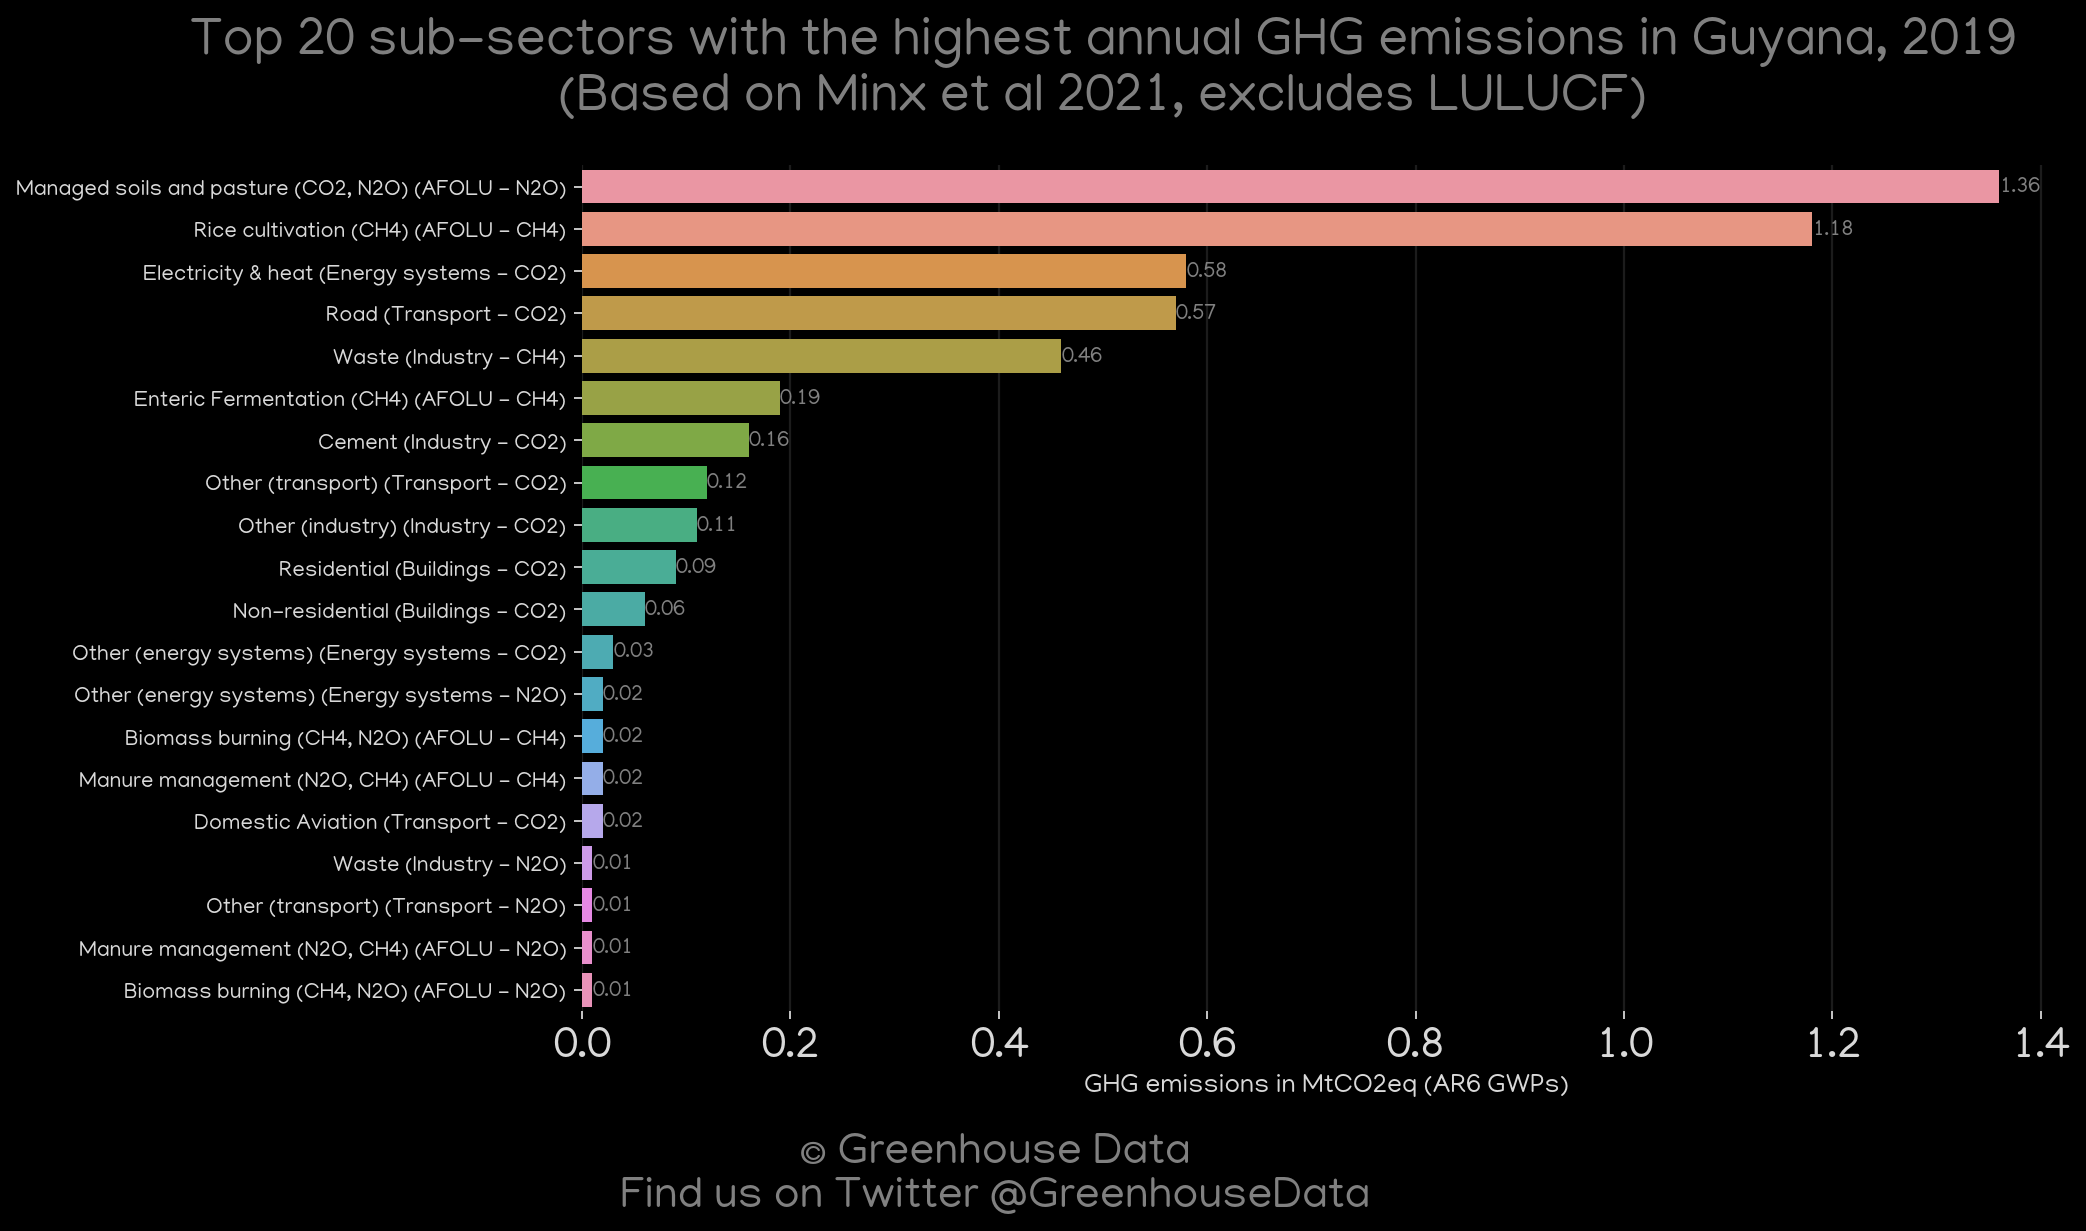 Top 20 sub-sectors with the highest annual GHG emissions in Guyana, 2019
(Based on Minx et al 2021, excludes LULUCF)
Managed soils and pasture (CO2, N2O) (AFOLU - N2O) 1.36
Rice cultivation (CH4) (AFOLU - CH4) 1.18
Electricity & heat (Energy systems - CO2) 0.58
Road (Transport - CO2) 0.57
Waste (Industry - CH4) 0.46
Enteric Fermentation (CH4) (AFOLU - CH4) 0.19
Cement (Industry - CO2) 0.16
Other (transport) (Transport - CO2) 0.12
Other (industry) (Industry - CO2) 0.11
Residential (Buildings - CO2) 0.09
Non-residential (Buildings - CO2) 0.06
Other (energy systems) (Energy systems - CO2) 0.03
Other (energy systems) (Energy systems - N2O) 0.02
Biomass burning (CH4, N2O) (AFOLU - CH4) 0.02
Manure management (N2O, CH4) (AFOLU - CH4) 0.02
Domestic Aviation (Transport - CO2) 0.02
Waste (Industry - N2O) 0.01
Other (transport) (Transport - N2O) 0.01
Manure management (N2O, CH4) (AFOLU - N2O) 0.01
Biomass burning (CH4, N2O) (AFOLU - N2O) 0.01
0.0 0.2 0.4 0.6 0.8 1.0 1.2 1.4
GHG emissions in MtCO2eq (AR6 GWPs)
© Greenhouse Data
Find us on Twitter @GreenhouseData